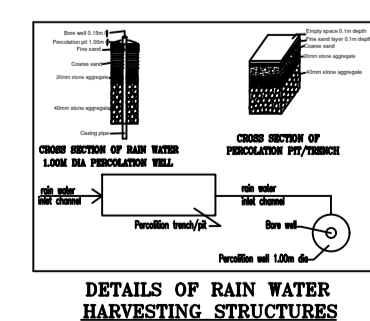 Bore well 0.15m
Percolation pit 1.00m
Fine sand
Coarse sand
20mm stone aggregate
40mm stone aggregate
Casing pipe
CROSS SECTION OF RAIN WATER
1.00M DIA PERCOLATION WELL
Empty space 0.1m depth
Fine sand layer 0.1m depth
Coarse sand
20mm stone aggregate
40mm stone aggregate
CROSS SECTION OF
PERCOLATION PIT/TRENCH
rain water
inlet channel
Percolition trench/pit
rain water
inlet channel
Bore well
Percolition well 1.00m dia
DETAILS OF RAIN WATER
HARVESTING STRUCTURES